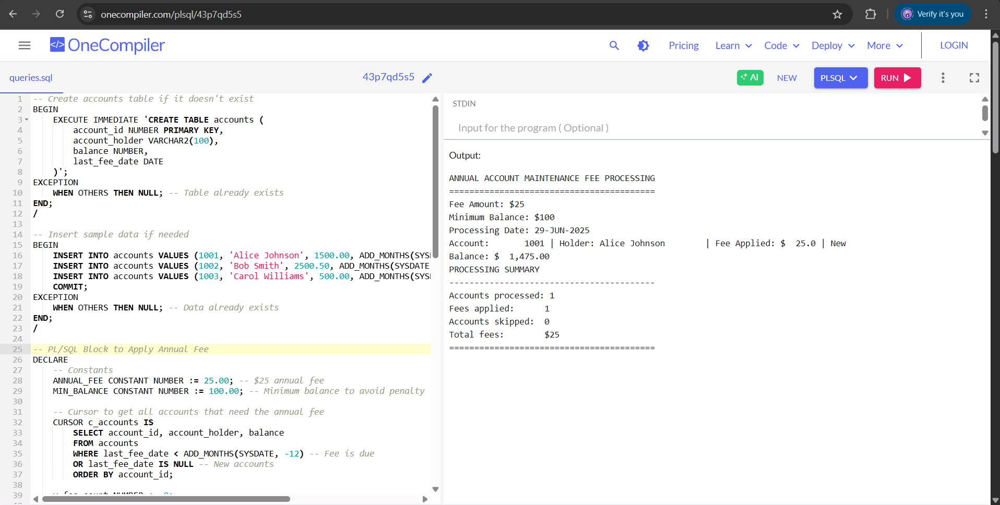 onecompiler.com/plsql/43p7qd5s5
Verify it's you
</> OneCompiler
Pricing
Learn
Code
Deploy
More
LOGIN
queries.sql
43p7qd5s5
AI
NEW
PLSQL
RUN
1 -- Create accounts table if it doesn't exist
2 BEGIN
3 EXECUTE IMMEDIATE 'CREATE TABLE accounts (
4 account_id NUMBER PRIMARY KEY,
5 account_holder VARCHAR2(100),
6 balance NUMBER,
7 last_fee_date DATE
8 )';
9 EXCEPTION
10 WHEN OTHERS THEN NULL; -- Table already exists
11 END;
12 /
13
14 -- Insert sample data if needed
15 BEGIN
16 INSERT INTO accounts VALUES (1001, 'Alice Johnson', 1500.00, ADD_MONTHS(SYS
17 INSERT INTO accounts VALUES (1002, 'Bob Smith', 2500.50, ADD_MONTHS(SYSDATE
18 INSERT INTO accounts VALUES (1003, 'Carol Williams', 500.00, ADD_MONTHS(SYS
19 COMMIT;
20 EXCEPTION
21 WHEN OTHERS THEN NULL; -- Data already exists
22 END;
23 /
24
25 -- PL/SQL Block to Apply Annual Fee
26 DECLARE
27 -- Constants
28 ANNUAL_FEE CONSTANT NUMBER := 25.00; -- $25 annual fee
29 MIN_BALANCE CONSTANT NUMBER := 100.00; -- Minimum balance to avoid penalty
30
31 -- Cursor to get all accounts that need the annual fee
32 CURSOR c_accounts IS
33 SELECT account_id, account_holder, balance
34 FROM accounts
35 WHERE last_fee_date < ADD_MONTHS(SYSDATE, -12) -- Fee is due
36 OR last_fee_date IS NULL -- New accounts
37 ORDER BY account_id;
38
39
STDIN
Input for the program ( Optional )
Output:
ANNUAL ACCOUNT MAINTENANCE FEE PROCESSING
=========================================
Fee Amount: $25
Minimum Balance: $100
Processing Date: 29-JUN-2025
Account:       1001 | Holder: Alice Johnson        | Fee Applied: $  25.0 | New
Balance: $  1,475.00
PROCESSING SUMMARY
-----------------------------------------
Accounts processed: 1
Fees applied:      1
Accounts skipped:  0
Total fees:        $25
=========================================